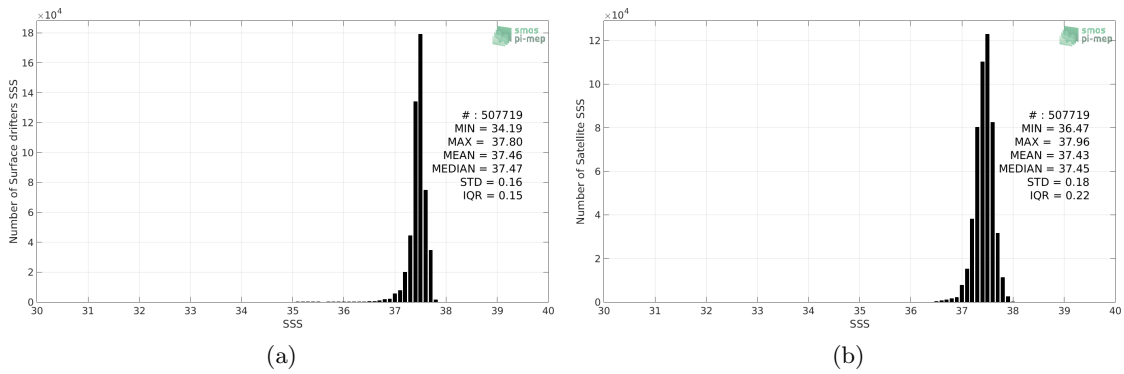 ×10⁴
18
16
14
12
10
8
6
4
2
0
Number of Surface drifters SSS
smos
pi-mep
# : 507719
MIN = 34.19
MAX = 37.80
MEAN = 37.46
MEDIAN = 37.47
STD = 0.16
IQR = 0.15
30 31 32 33 34 35 36 37 38 39 40
SSS
(a)
×10⁴
12
10
8
6
4
2
0
Number of Satellite SSS
smos
pi-mep
# : 507719
MIN = 36.47
MAX = 37.96
MEAN = 37.43
MEDIAN = 37.45
STD = 0.18
IQR = 0.22
30 31 32 33 34 35 36 37 38 39 40
SSS
(b)